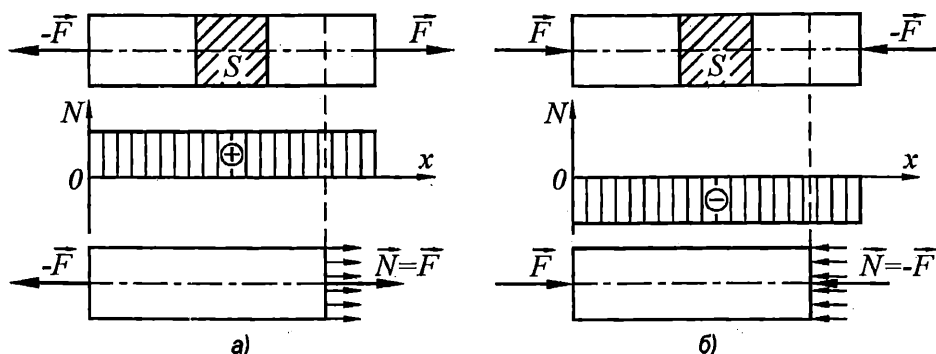 -F⃗ F⃗ F⃗ -F⃗
S S
N N
+ x x
0 0 −
-F⃗ N⃗=F⃗ F⃗ N⃗=-F⃗
а) б)